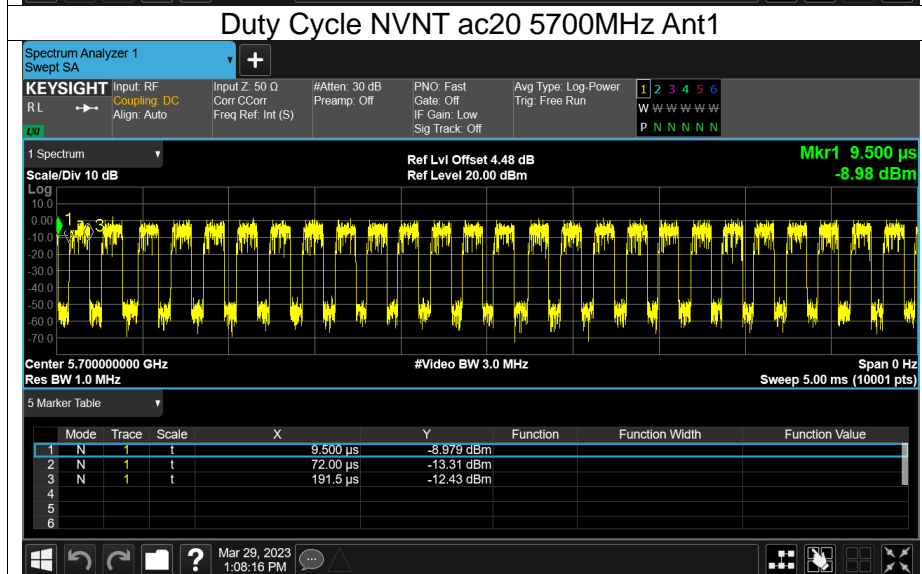 Duty Cycle NVNT ac20 5700MHz Ant1
Spectrum Analyzer 1
Swept SA
+
KEYSIGHT
R L
LXI
Input: RF
Coupling: DC
Align: Auto
Input Z: 50 Ω
Corr CCorr
Freq Ref: Int (S)
#Atten: 30 dB
Preamp: Off
PNO: Fast
Gate: Off
IF Gain: Low
Sig Track: Off
Avg Type: Log-Power
Trig: Free Run
1 2 3 4 5 6
W W W W W W
P N N N N N
1 Spectrum
Scale/Div 10 dB
Ref Lvl Offset 4.48 dB
Ref Level 20.00 dBm
Mkr1 9.500 µs
-8.98 dBm
Log
10.0
0.00
-10.0
-20.0
-30.0
-40.0
-50.0
-60.0
-70.0
1 2 3
Center 5.700000000 GHz
Res BW 1.0 MHz
#Video BW 3.0 MHz
Span 0 Hz
Sweep 5.00 ms (10001 pts)
5 Marker Table
Mode Trace Scale X Y Function Function Width Function Value
1 N 1 t 9.500 µs -8.979 dBm
2 N 1 t 72.00 µs -13.31 dBm
3 N 1 t 191.5 µs -12.43 dBm
4
5
6
?
Mar 29, 2023
1:08:16 PM